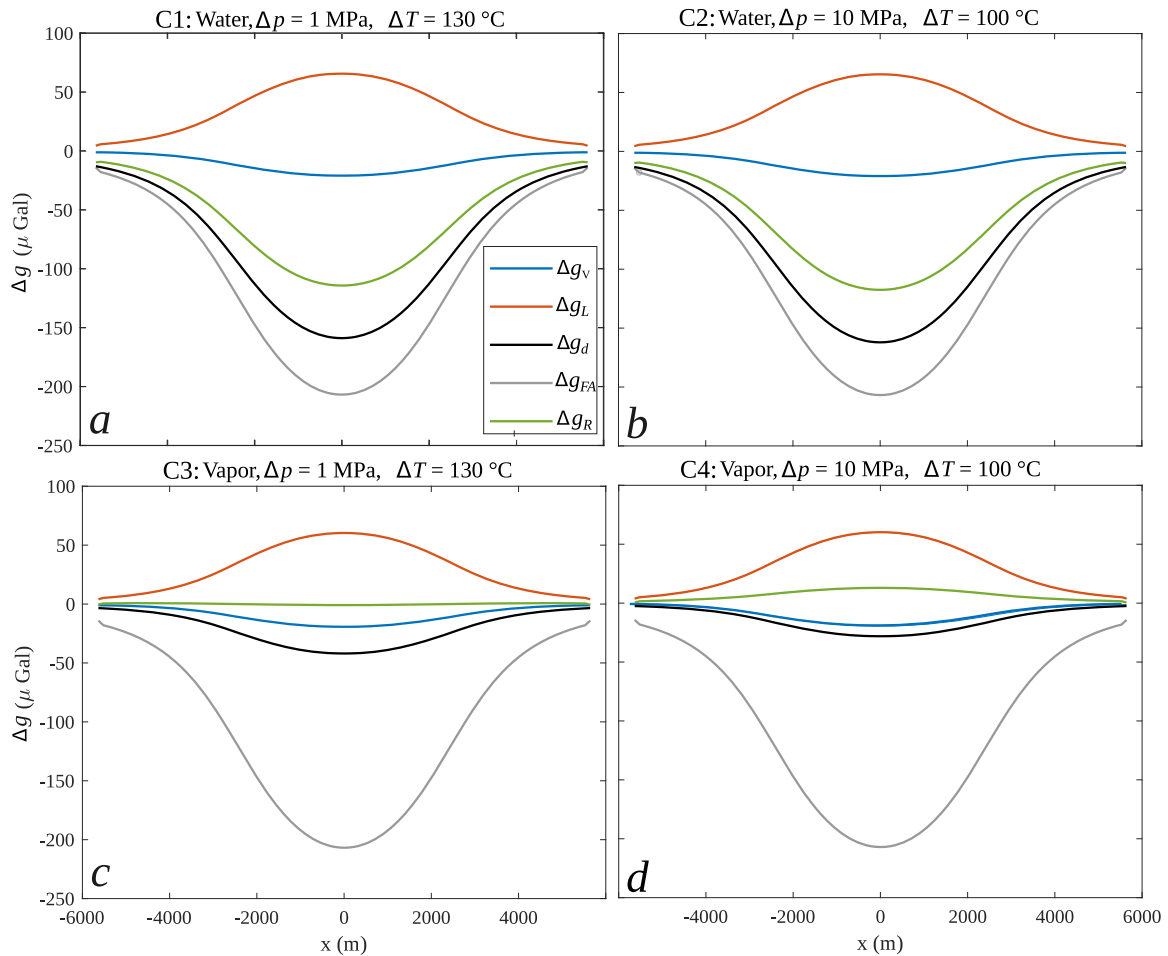 C1: Water, Δp = 1 MPa, ΔT = 130 °C
C2: Water, Δp = 10 MPa, ΔT = 100 °C
100
50
0
-50
-100
-150
-200
-250
Δg (μ Gal)
Δg_V
Δg_L
Δg_d
Δg_FA
Δg_R
a
b
C3: Vapor, Δp = 1 MPa, ΔT = 130 °C
C4: Vapor, Δp = 10 MPa, ΔT = 100 °C
100
50
0
-50
-100
-150
-200
-250
Δg (μ Gal)
c
d
-6000 -4000 -2000 0 2000 4000
-4000 -2000 0 2000 4000 6000
x (m)
x (m)